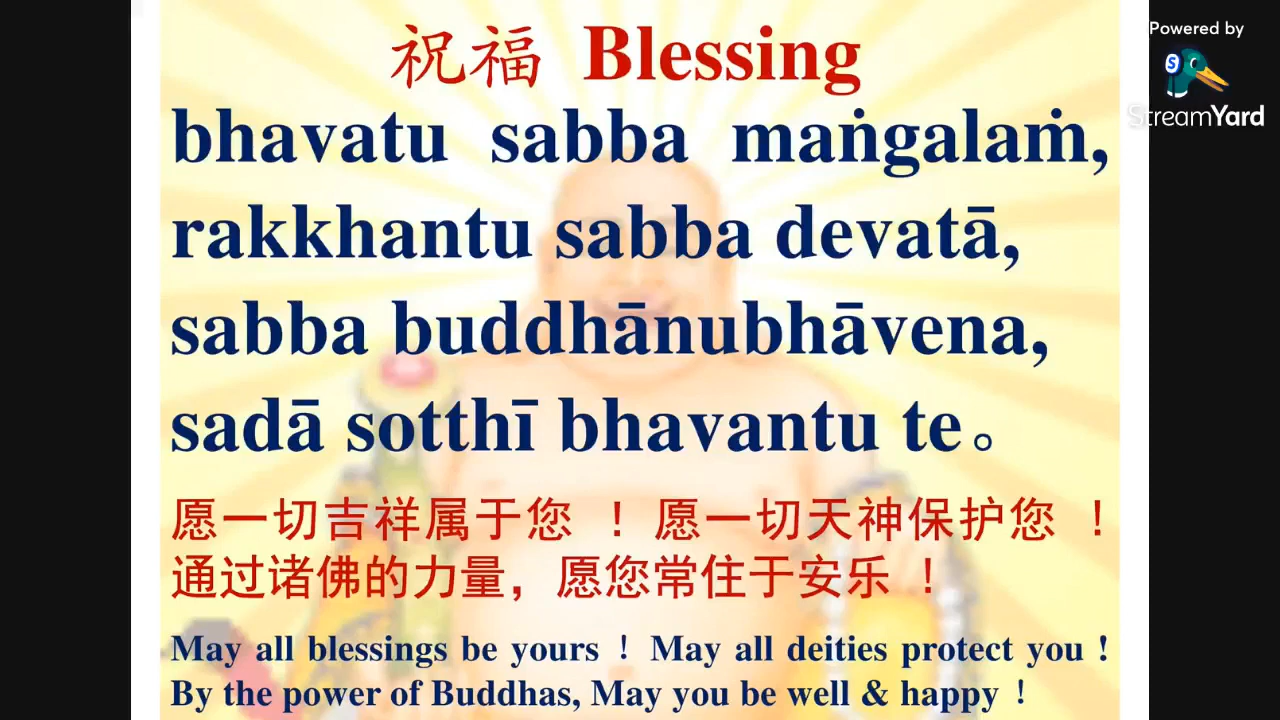 祝福 Blessing
bhavatu sabba maṅgalaṁ,
rakkhantu sabba devatā,
sabba buddhānubhāvena,
sadā sotthī bhavantu te。
愿一切吉祥属于您 ！愿一切天神保护您 ！
通过诸佛的力量，愿您常住于安乐 ！
May all blessings be yours ！May all deities protect you !
By the power of Buddhas, May you be well & happy ！
Powered by
S
StreamYard